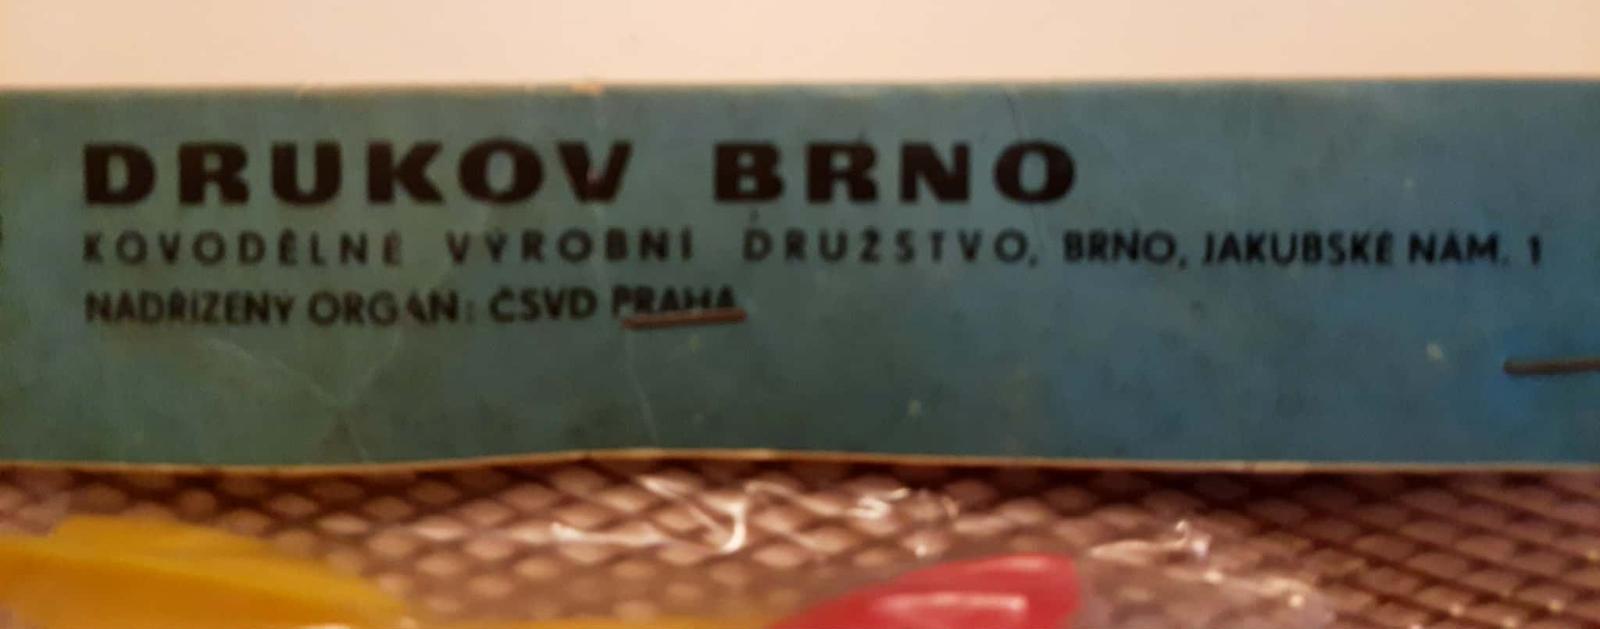 DRUKOV BRNO
KOVODĚLNÉ VÝROBNÍ DRUŽSTVO, BRNO, JAKUBSKÉ NÁM. 1
NADŘÍZENÝ ORGÁN: ČSVD PRAHA